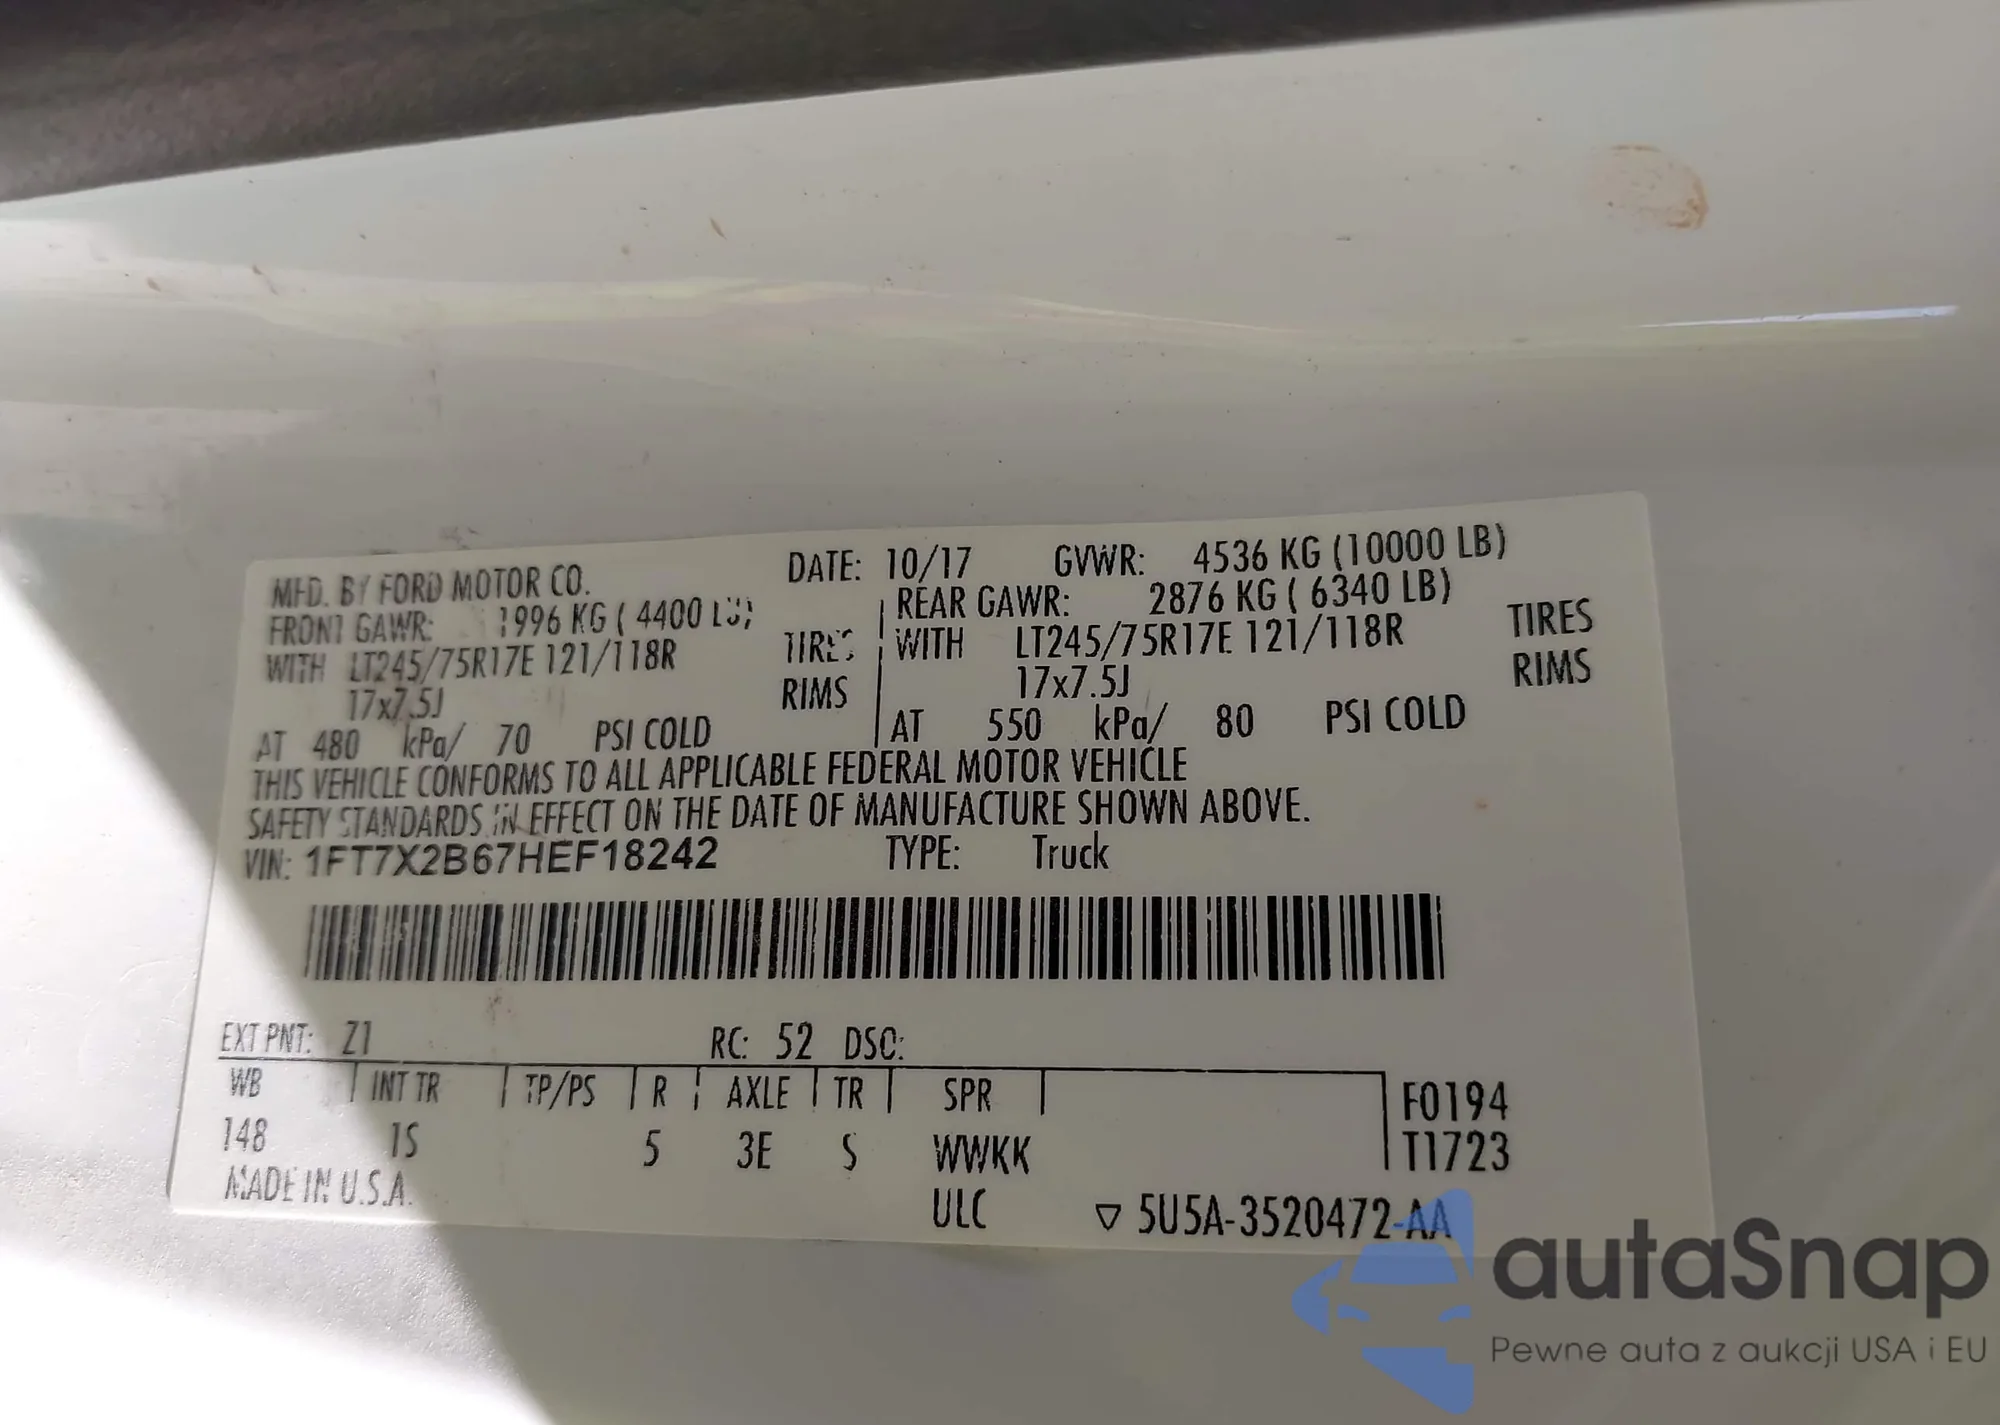 MFD. BY FORD MOTOR CO. DATE: 10/17 GVWR: 4536 KG (10000 LB)
FRONT GAWR: 1996 KG ( 4400 LB) REAR GAWR: 2876 KG ( 6340 LB)
WITH LT245/75R17E 121/118R TIRES WITH LT245/75R17E 121/118R TIRES
17x7.5J RIMS 17x7.5J RIMS
AT 480 kPa/ 70 PSI COLD AT 550 kPa/ 80 PSI COLD
THIS VEHICLE CONFORMS TO ALL APPLICABLE FEDERAL MOTOR VEHICLE
SAFETY STANDARDS IN EFFECT ON THE DATE OF MANUFACTURE SHOWN ABOVE.
VIN: 1FT7X2B67HEF18242 TYPE: Truck
EXT PNT: Z1 RC: 52 DSO:
WB INT TR TP/PS R AXLE TR SPR F0194
148 1S 5 3E S WWKK T1723
MADE IN U.S.A. ULC ▽ 5U5A-3520472-AA
autaSnap
Pewne auta z aukcji USA i EU